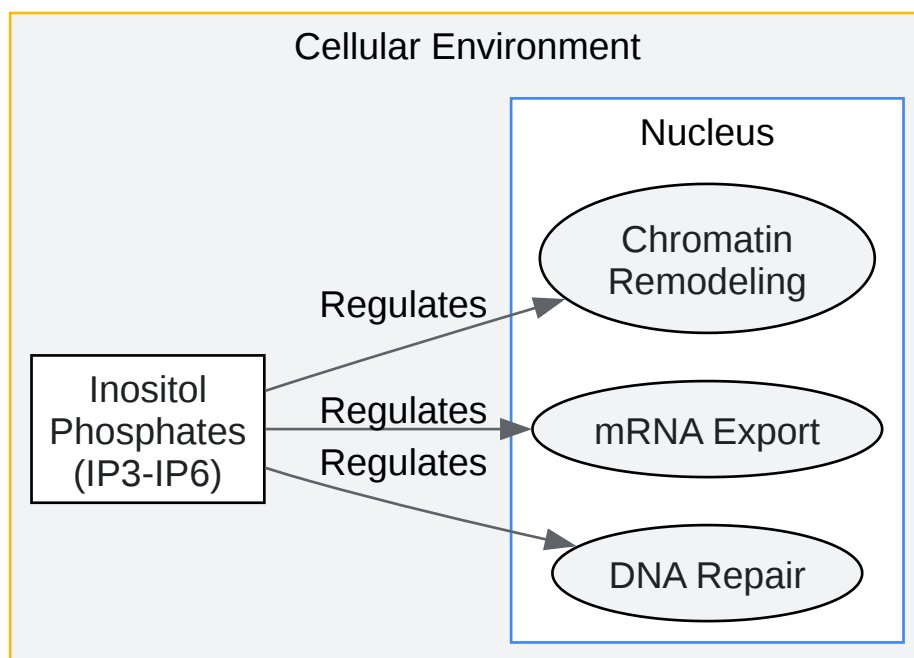 Cellular Environment
Nucleus
Chromatin
Remodeling
Regulates
Inositol
Phosphates
(IP3-IP6)
Regulates
mRNA Export
Regulates
DNA Repair